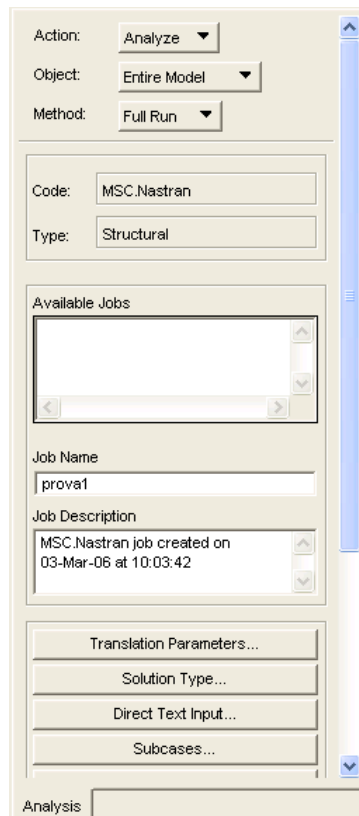 Action: Analyze
Object: Entire Model
Method: Full Run
Code: MSC.Nastran
Type: Structural
Available Jobs
Job Name
prova1
Job Description
MSC.Nastran job created on
03-Mar-06 at 10:03:42
Translation Parameters...
Solution Type...
Direct Text Input...
Subcases...
Analysis